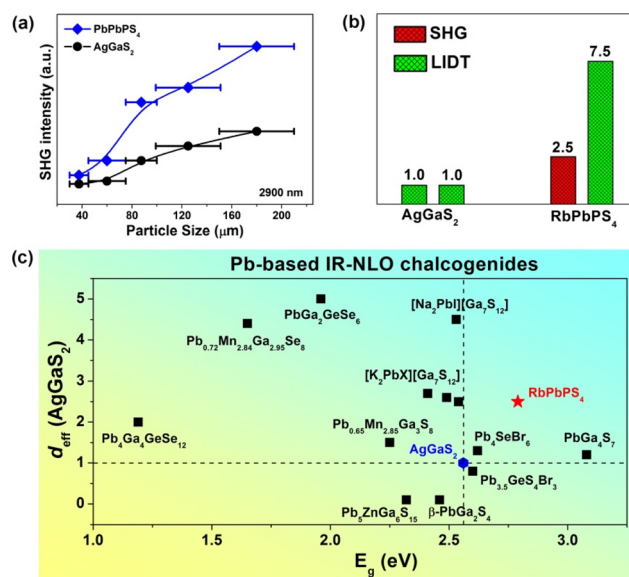 (a)
PbPbPS₄
AgGaS₂
SHG intensity (a.u.)
2900 nm
40 80 120 160 200
Particle Size (μm)
(b)
SHG
LIDT
7.5
2.5
1.0 1.0
AgGaS₂ RbPbPS₄
(c)
Pb-based IR-NLO chalcogenides
d_eff (AgGaS₂)
5
4
3
2
1
0
PbGa₂GeSe₆
[Na₂PbI][Ga₇S₁₂]
Pb₀.₇₂Mn₂.₈₄Ga₂.₉₅Se₈
[K₂PbX][Ga₇S₁₂]
RbPbPS₄
Pb₄Ga₄GeSe₁₂
Pb₀.₆₅Mn₂.₈₅Ga₃S₈
AgGaS₂
Pb₄SeBr₆
PbGa₄S₇
Pb₃.₅GeS₄Br₃
Pb₅ZnGa₆S₁₅
β-PbGa₂S₄
1.0 1.5 2.0 2.5 3.0
E_g (eV)